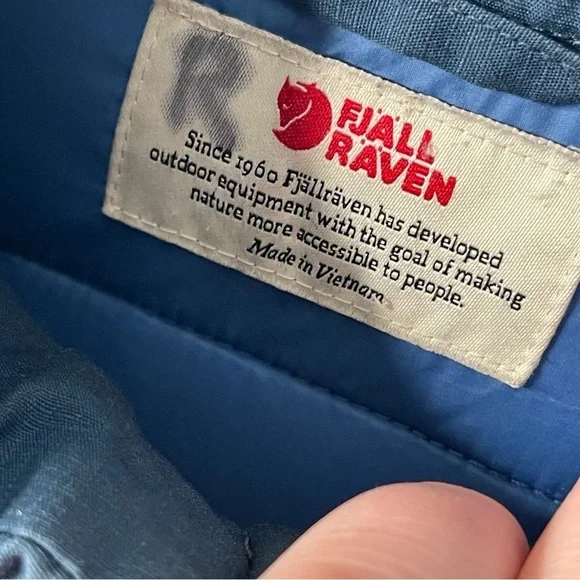 R
FJÄLL
RÄVEN
Since 1960 Fjällräven has developed
outdoor equipment with the goal of making
nature more accessible to people.
Made in Vietnam